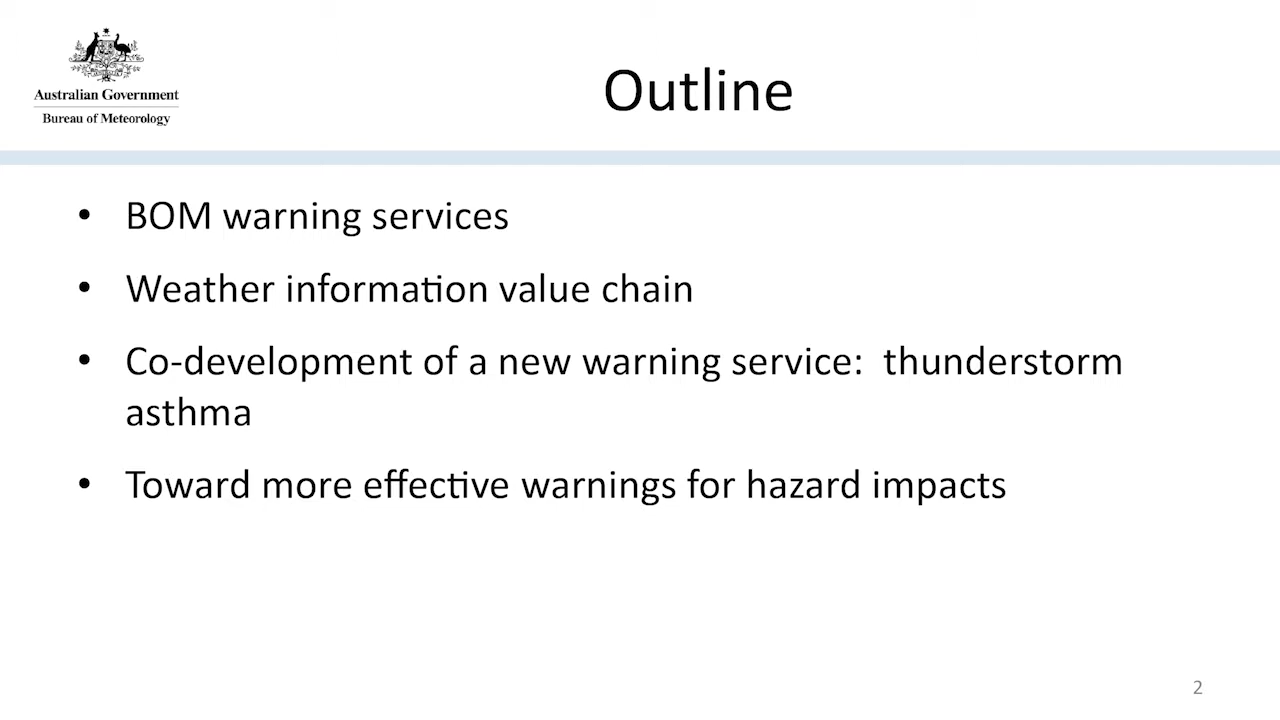 Australian Government
Bureau of Meteorology
Outline
• BOM warning services
• Weather information value chain
• Co-development of a new warning service:  thunderstorm
asthma
• Toward more effective warnings for hazard impacts
2